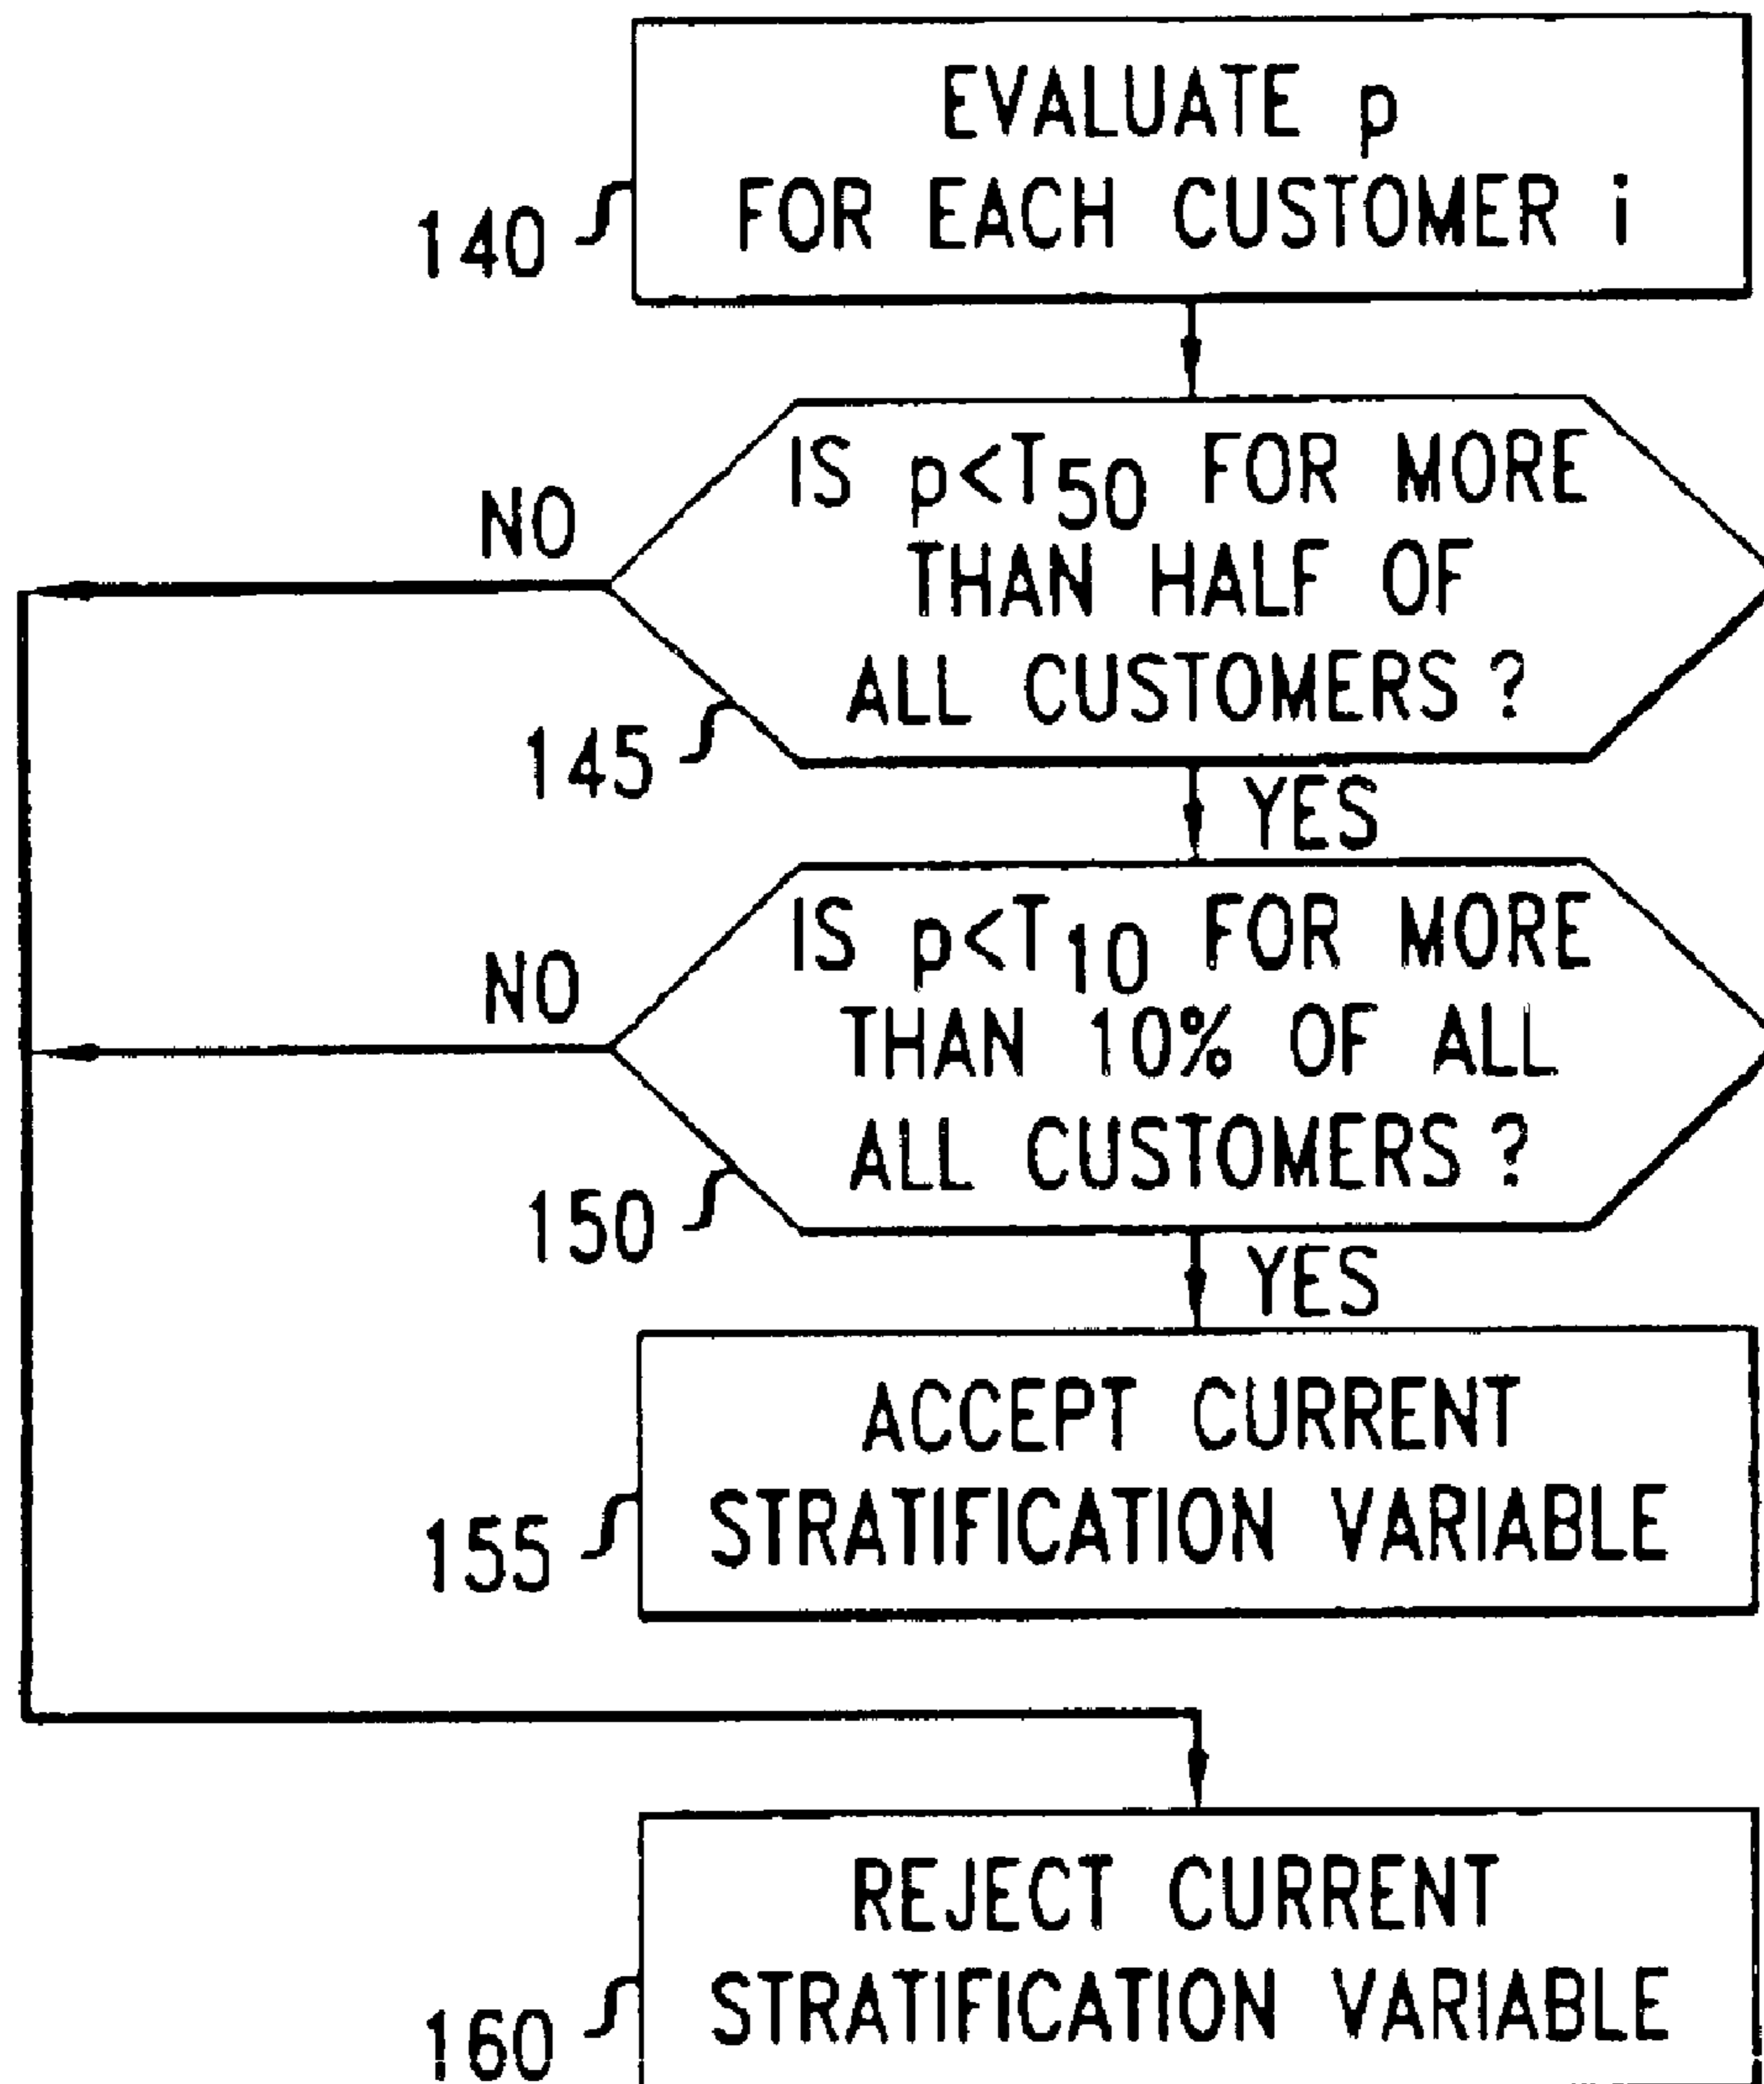 EVALUATE p
FOR EACH CUSTOMER i
140
IS p<T50 FOR MORE
THAN HALF OF
ALL CUSTOMERS ?
NO
145
YES
IS p<T10 FOR MORE
THAN 10% OF ALL
ALL CUSTOMERS ?
NO
150
YES
ACCEPT CURRENT
STRATIFICATION VARIABLE
155
REJECT CURRENT
STRATIFICATION VARIABLE
160